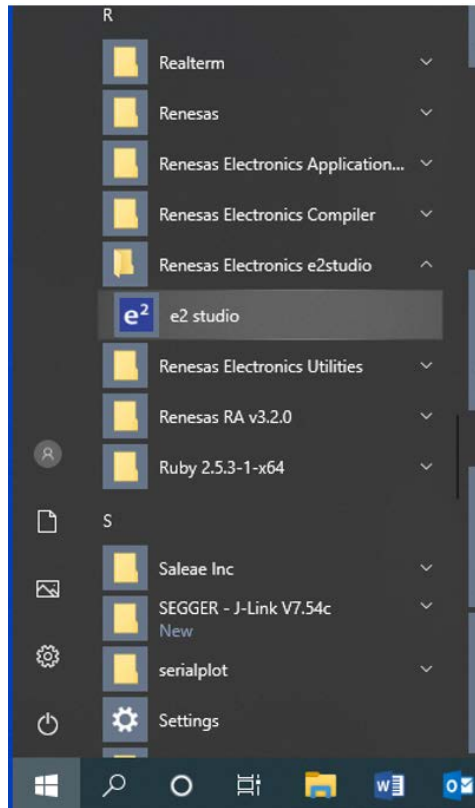 R
Realterm
Renesas
Renesas Electronics Application...
Renesas Electronics Compiler
Renesas Electronics e2studio
e2
e2 studio
Renesas Electronics Utilities
Renesas RA v3.2.0
Ruby 2.5.3-1-x64
S
Saleae Inc
SEGGER - J-Link V7.54c
New
serialplot
Settings